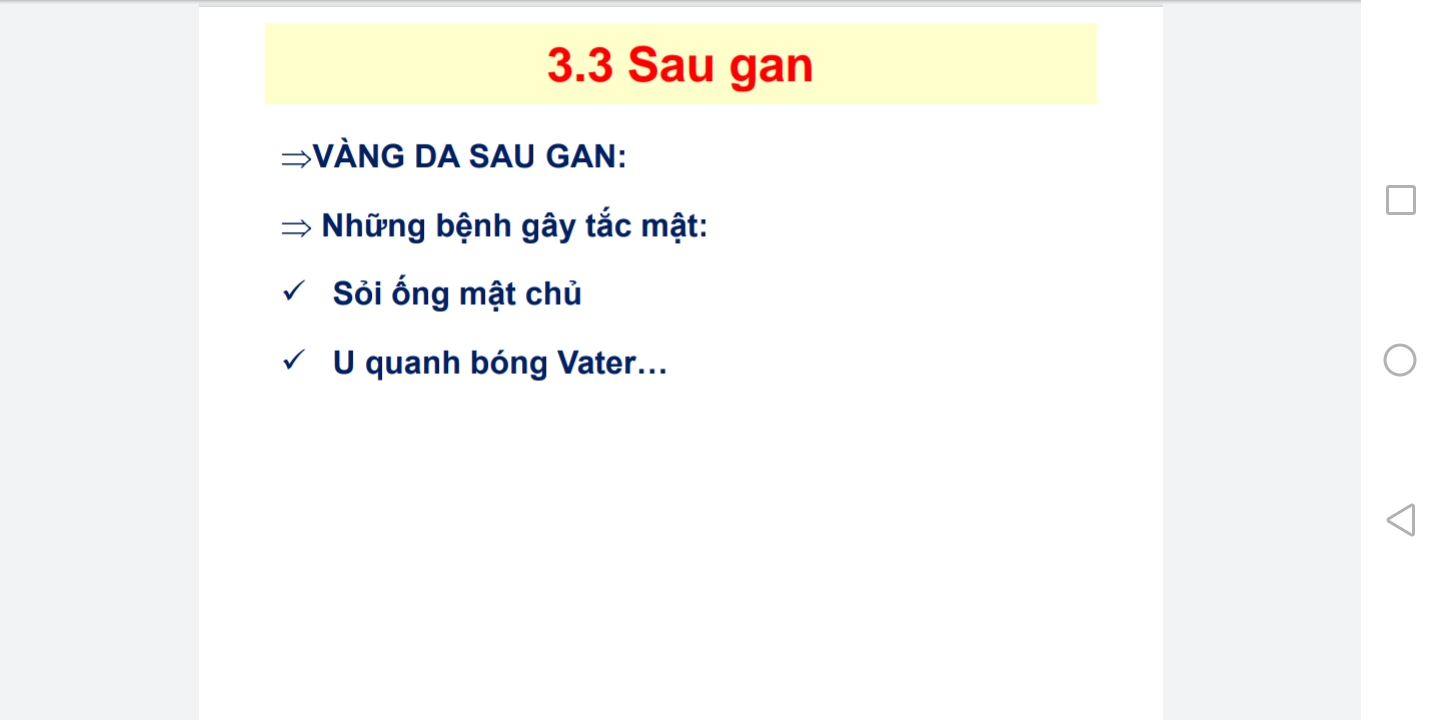 3.3 Sau gan
⇒VÀNG DA SAU GAN:
⇒ Những bệnh gây tắc mật:
✓ Sỏi ống mật chủ
✓ U quanh bóng Vater...